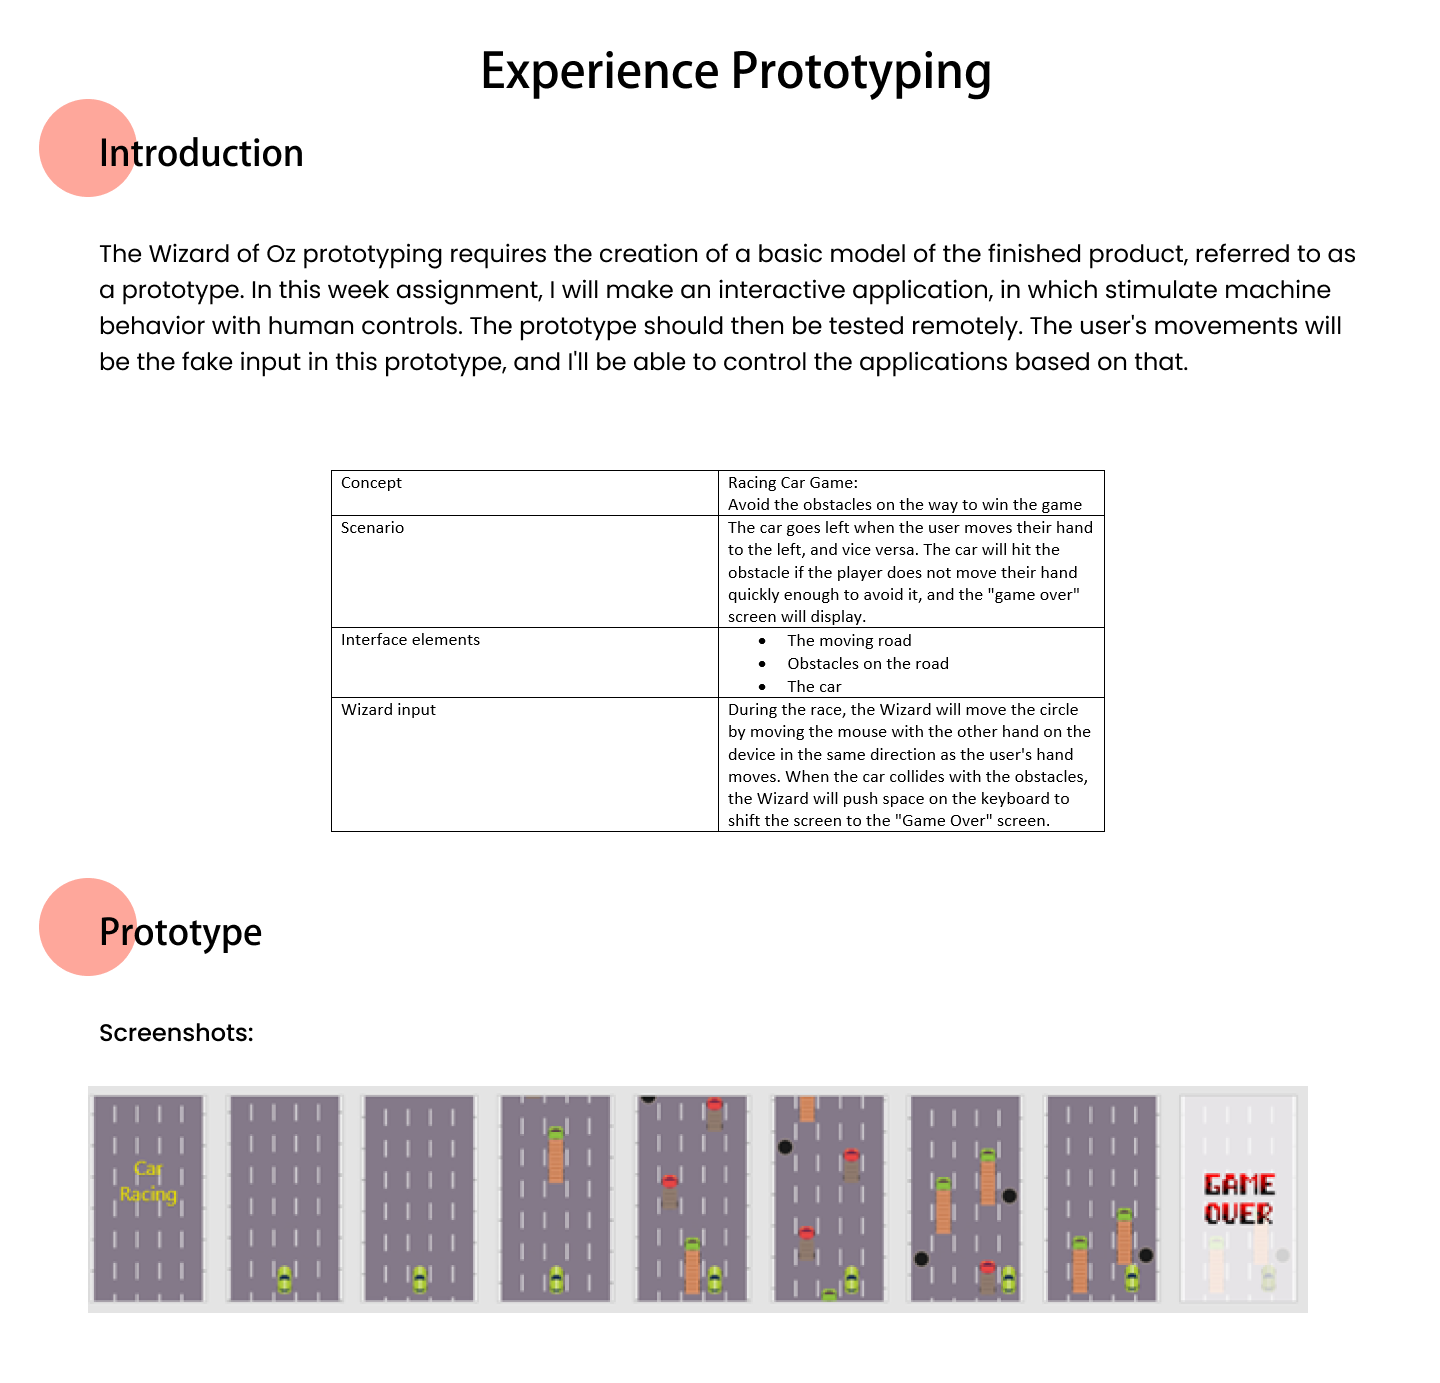 Experience Prototyping
Introduction
The Wizard of Oz prototyping requires the creation of a basic model of the finished product, referred to as
a prototype. In this week assignment, I will make an interactive application, in which stimulate machine
behavior with human controls. The prototype should then be tested remotely. The user's movements will
be the fake input in this prototype, and I'll be able to control the applications based on that.
Concept
Racing Car Game:
Avoid the obstacles on the way to win the game
Scenario
The car goes left when the user moves their hand
to the left, and vice versa. The car will hit the
obstacle if the player does not move their hand
quickly enough to avoid it, and the "game over"
screen will display.
Interface elements
• The moving road
• Obstacles on the road
• The car
Wizard input
During the race, the Wizard will move the circle
by moving the mouse with the other hand on the
device in the same direction as the user's hand
moves. When the car collides with the obstacles,
the Wizard will push space on the keyboard to
shift the screen to the "Game Over" screen.
Prototype
Screenshots:
Car
Racing
GAME
OVER